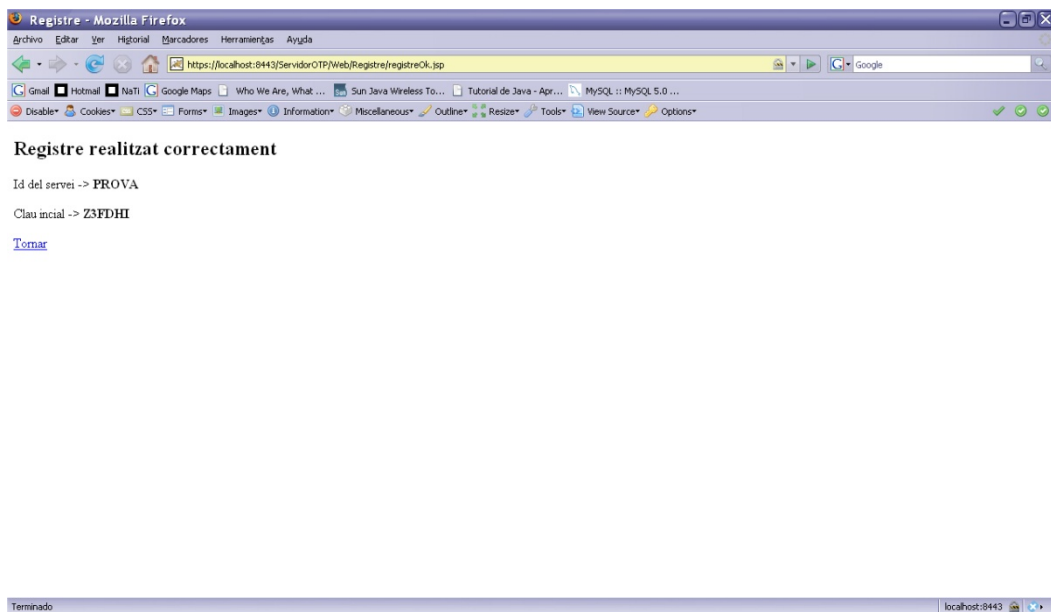 Registre - Mozilla Firefox
Archivo Editar Ver Historial Marcadores Herramientas Ayuda
https://localhost:8443/ServidorOTP/Web/Registre/registreOk.jsp
Google
Gmail Hotmail NaTi Google Maps Who We Are, What ... Sun Java Wireless To... Tutorial de Java - Apr... MySQL :: MySQL 5.0 ...
Disable Cookies CSS Forms Images Information Miscellaneous Outline Resize Tools View Source Options
Registre realitzat correctament
Id del servei -> PROVA
Clau incial -> Z3FDHI
Tornar
Terminado
localhost:8443